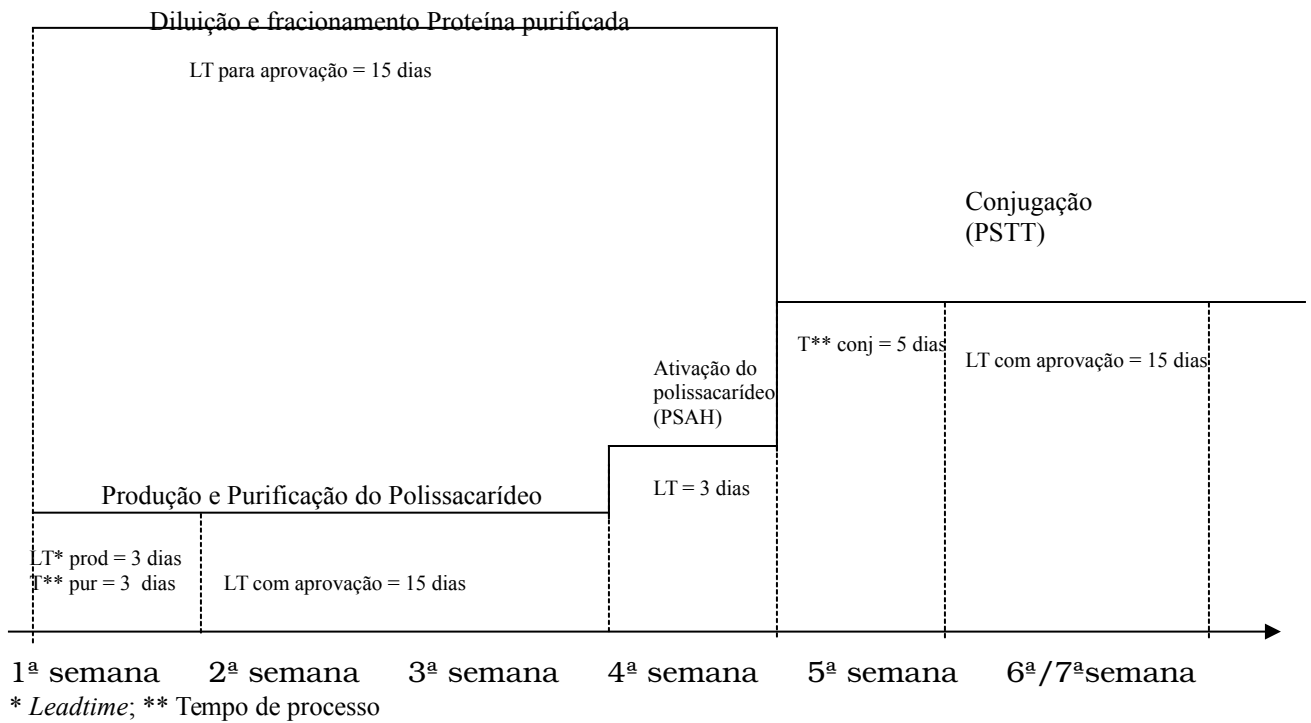 Diluição e fracionamento Proteína purificada
LT para aprovação = 15 dias
Conjugação
(PSTT)
T** conj = 5 dias
LT com aprovação = 15 dias
Ativação do
polissacarídeo
(PSAH)
LT = 3 dias
Produção e Purificação do Polissacarídeo
LT* prod = 3 dias
T** pur = 3 dias
LT com aprovação = 15 dias
1ª semana 2ª semana 3ª semana 4ª semana 5ª semana 6ª/7ªsemana
* Leadtime; ** Tempo de processo